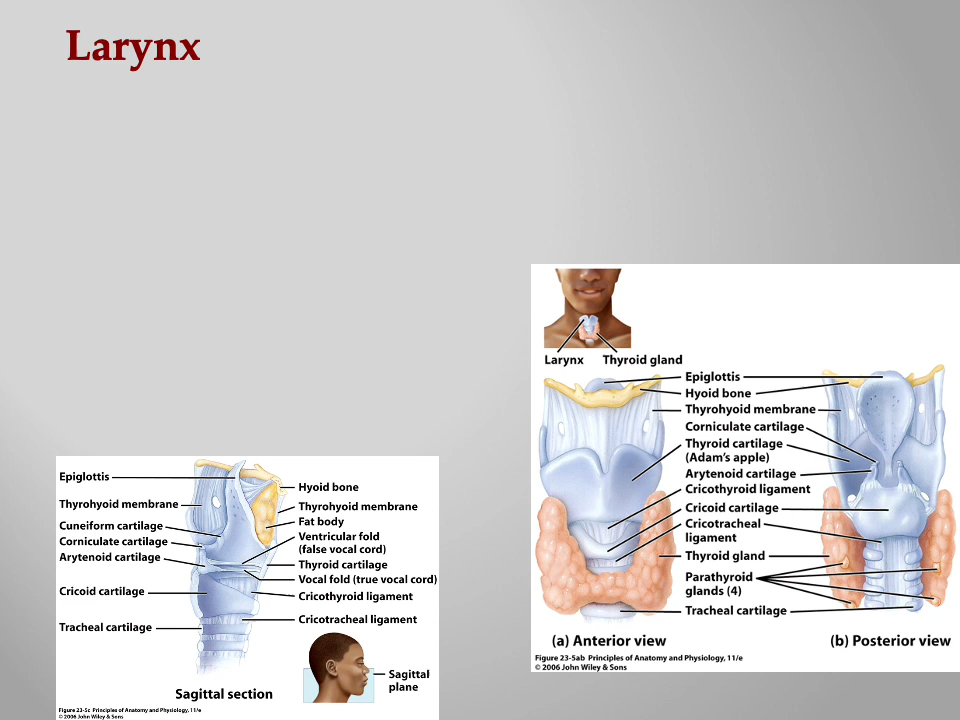 Larynx
Larynx
Thyroid gland
Epiglottis
Hyoid bone
Thyrohyoid membrane
Corniculate cartilage
Thyroid cartilage
(Adam's apple)
Arytenoid cartilage
Cricothyroid ligament
Cricoid cartilage
Cricotracheal
ligament
Thyroid gland
Parathyroid
glands (4)
Tracheal cartilage
(a) Anterior view
(b) Posterior view
Figure 23-5ab Principles of Anatomy and Physiology, 11/e
© 2006 John Wiley & Sons
Epiglottis
Thyrohyoid membrane
Cuneiform cartilage
Corniculate cartilage
Arytenoid cartilage
Cricoid cartilage
Tracheal cartilage
Hyoid bone
Thyrohyoid membrane
Fat body
Ventricular fold
(false vocal cord)
Thyroid cartilage
Vocal fold (true vocal cord)
Cricothyroid ligament
Cricotracheal ligament
Sagittal
plane
Sagittal section
Figure 23-5c Principles of Anatomy and Physiology, 11/e
© 2006 John Wiley & Sons